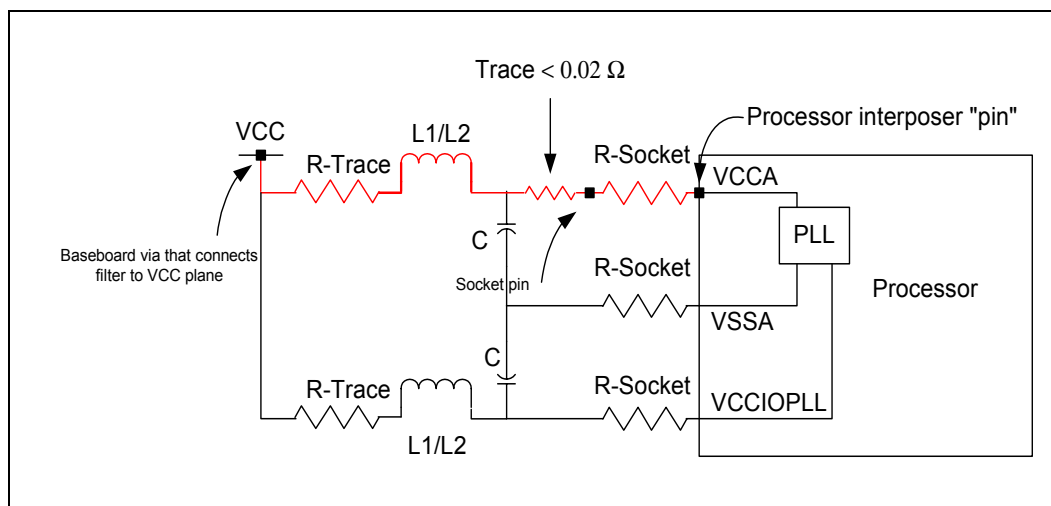 Trace < 0.02 Ω
Processor interposer "pin"
VCC
L1/L2
R-Trace
R-Socket
VCCA
PLL
C
Baseboard via that connects
filter to VCC plane
Socket pin
R-Socket
Processor
VSSA
C
R-Trace
R-Socket
VCCIOPLL
L1/L2